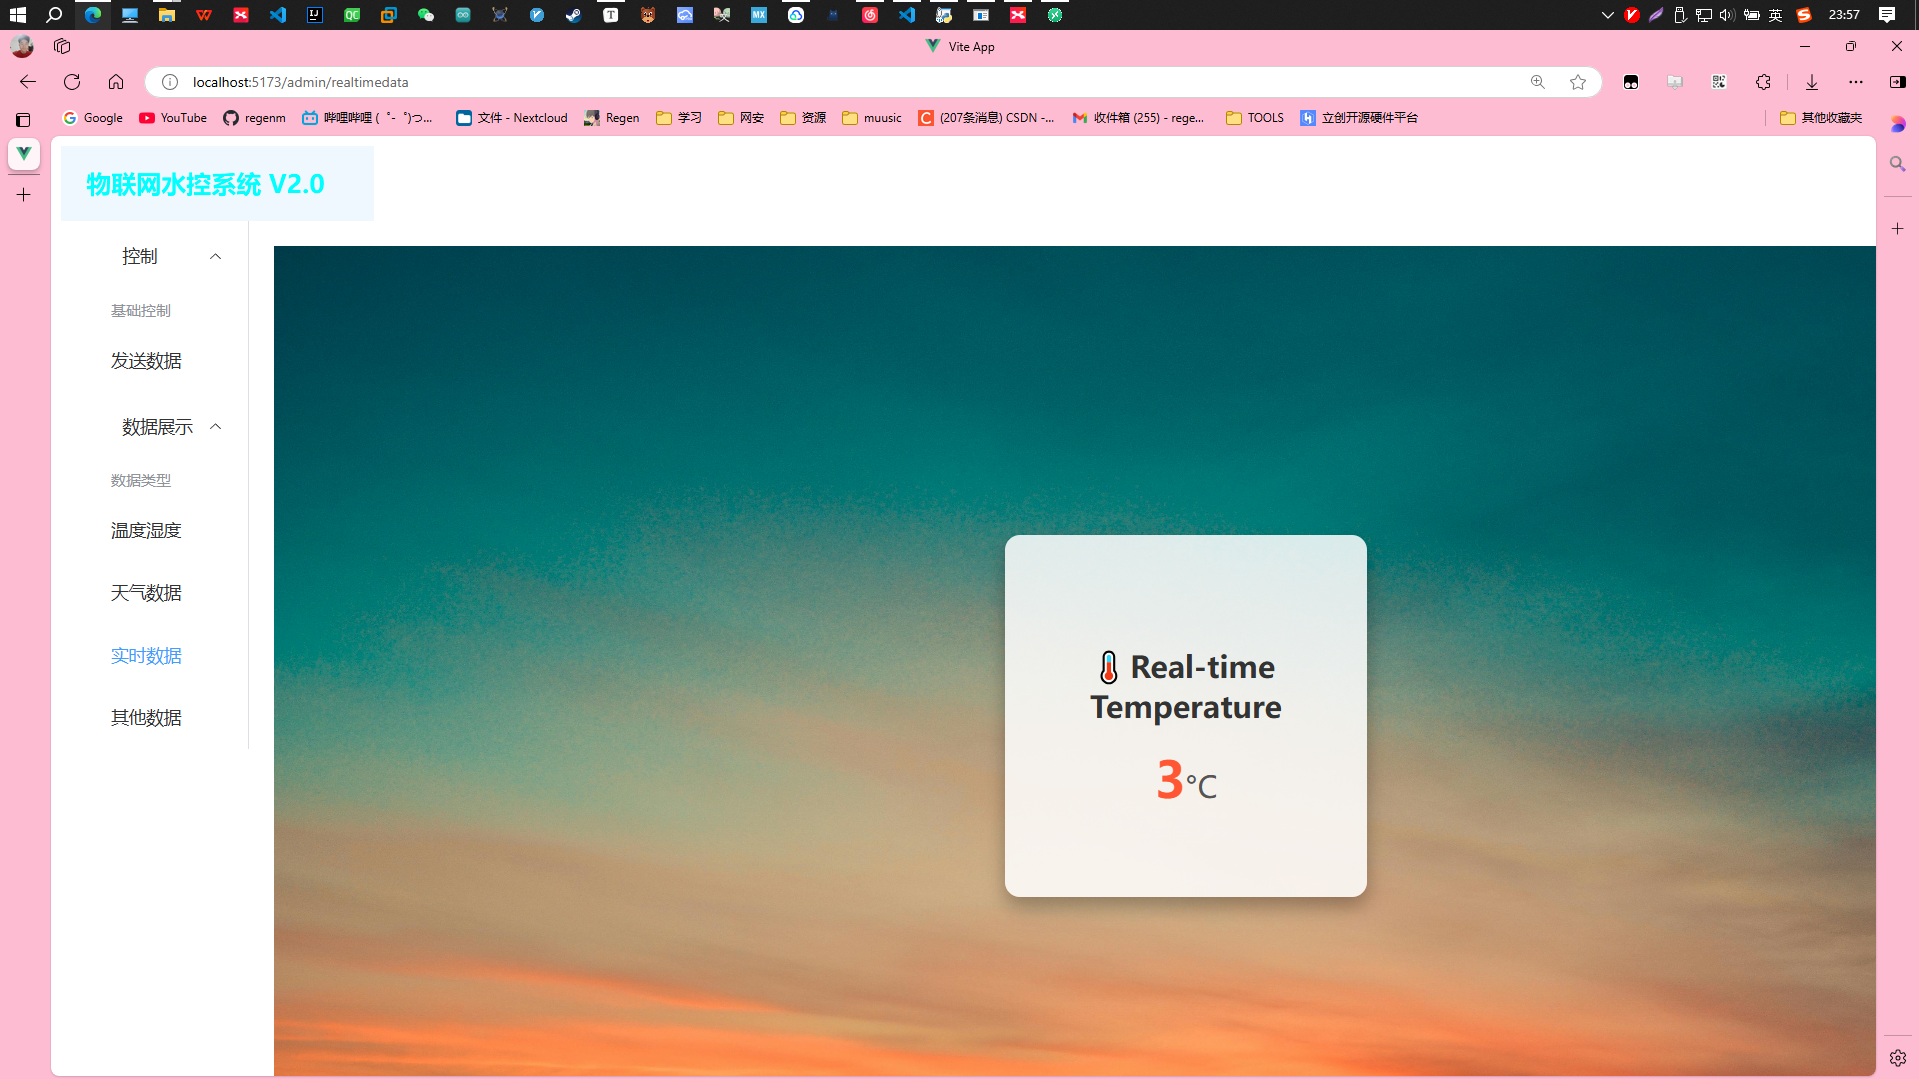 英
23:57
Vite App
localhost:5173/admin/realtimedata
Google
YouTube
regenm
哔哩哔哩 (゜-゜)つ...
文件 - Nextcloud
Regen
学习
网安
资源
muusic
(207条消息) CSDN -...
收件箱 (255) - rege...
TOOLS
立创开源硬件平台
其他收藏夹
物联网水控系统 V2.0
控制
基础控制
发送数据
数据展示
数据类型
温度湿度
天气数据
实时数据
其他数据
Real-time
Temperature
3°C